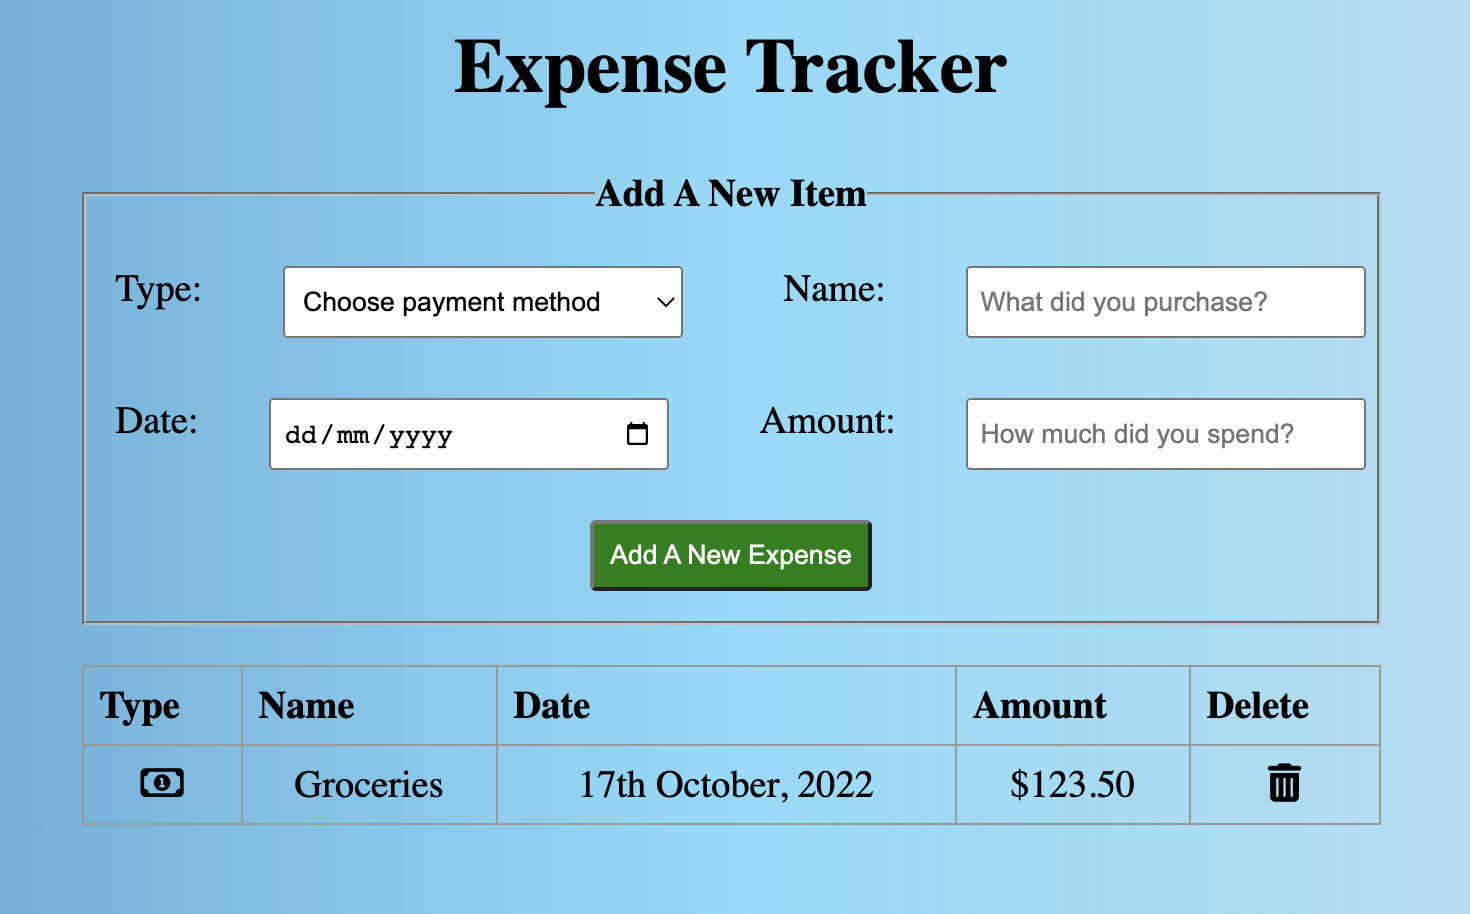 Expense Tracker
Add A New Item
Type: Choose payment method Name: What did you purchase?
Date: dd/mm/yyyy Amount: How much did you spend?
Add A New Expense
Type Name Date Amount Delete
1 Groceries 17th October, 2022 $123.50